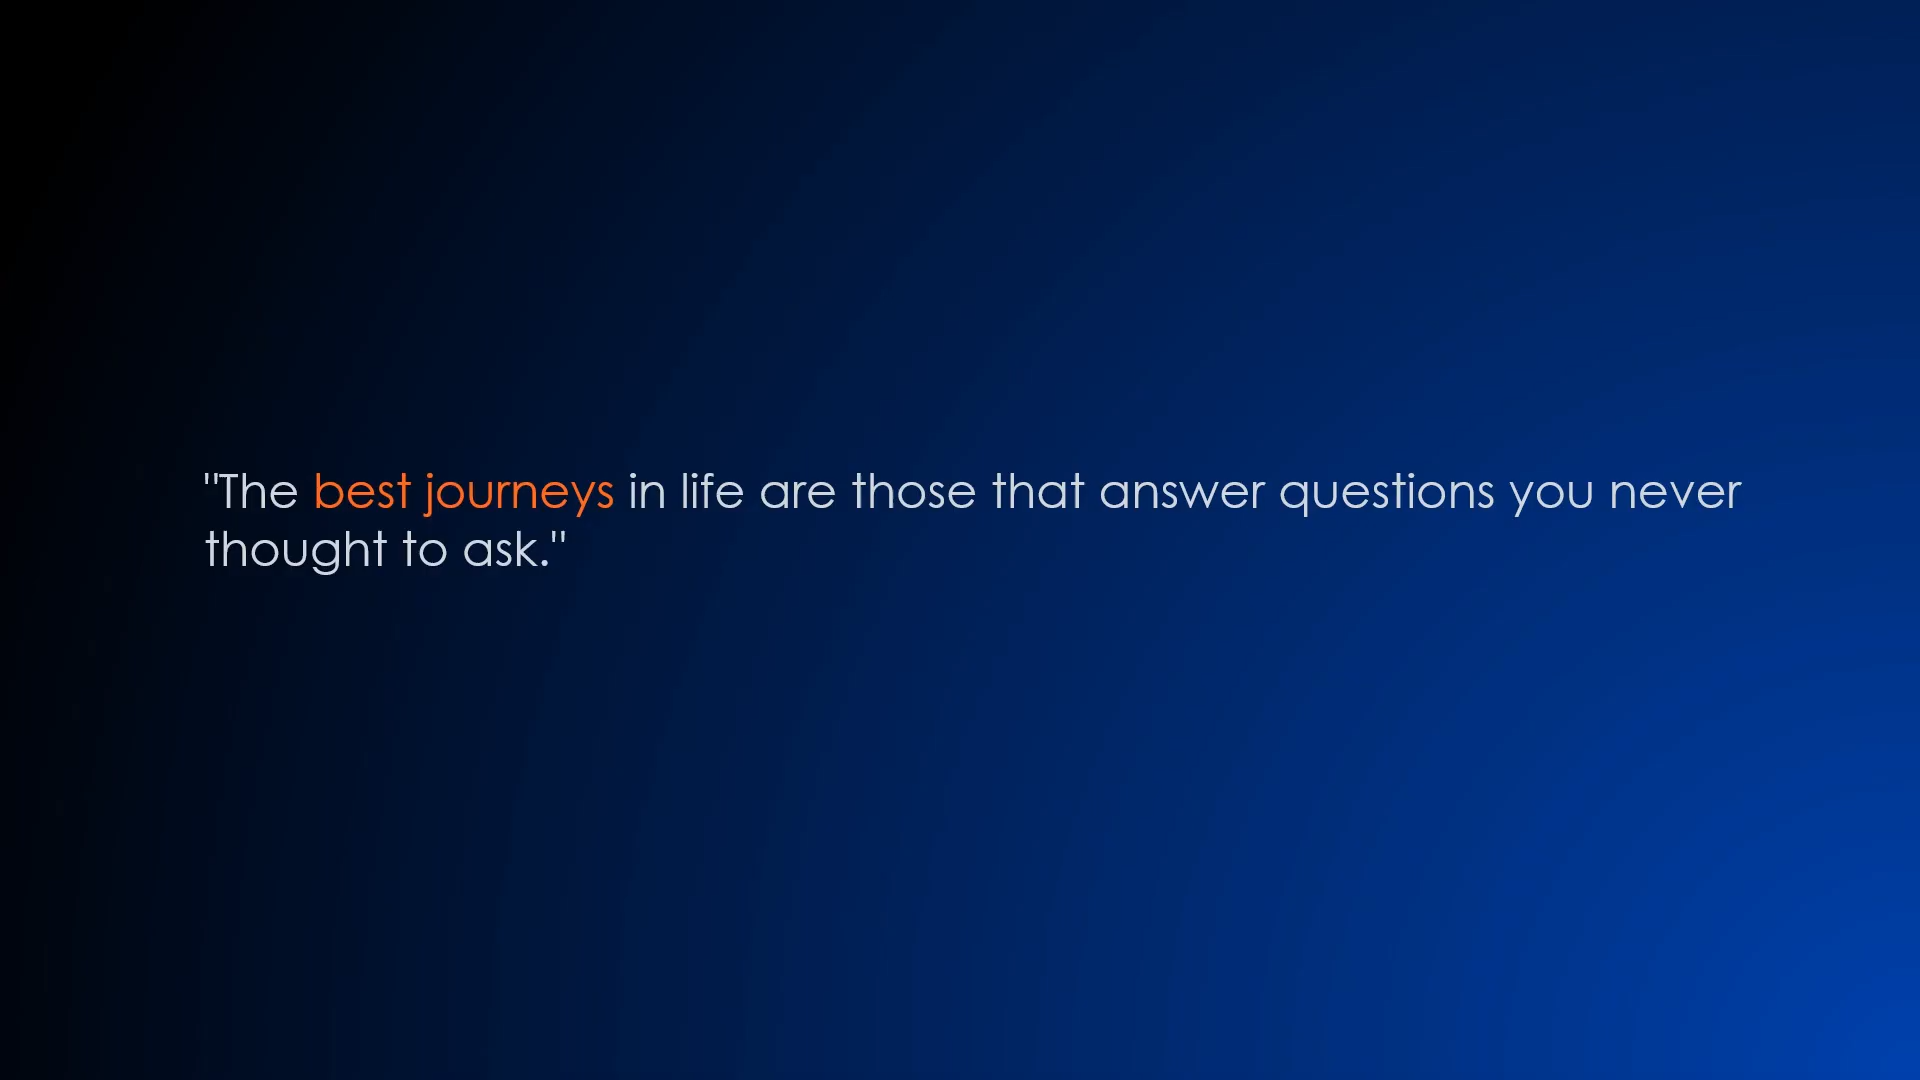 "The best journeys in life are those that answer questions you never
thought to ask."